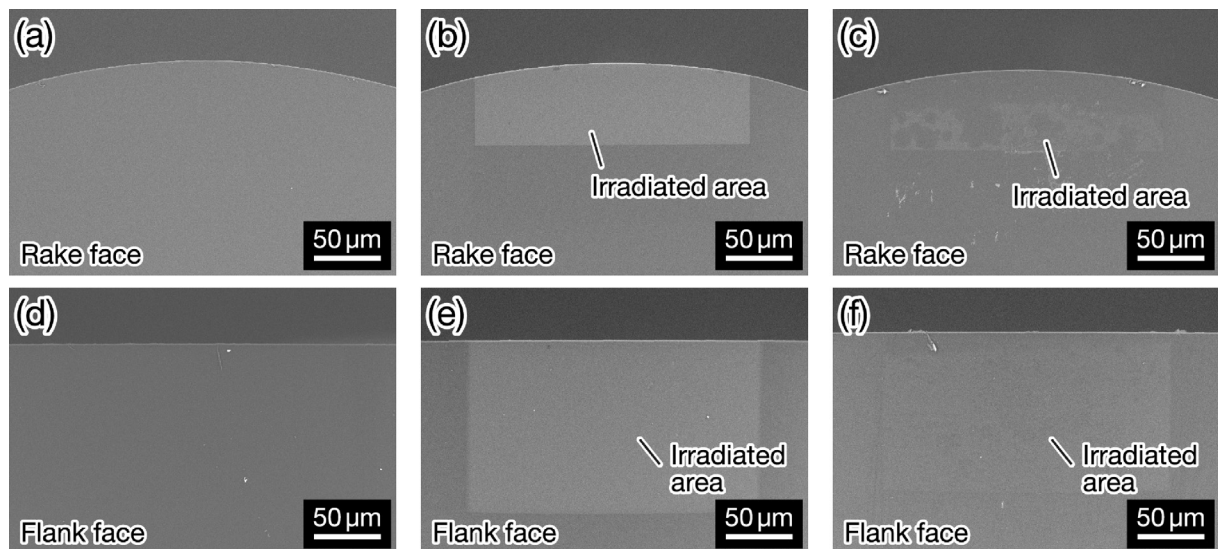 (a)
Rake face
50 µm
(b)
Irradiated area
Rake face
50 µm
(c)
Irradiated area
Rake face
50 µm
(d)
Flank face
50 µm
(e)
Irradiated
area
Flank face
50 µm
(f)
Irradiated
area
Flank face
50 µm